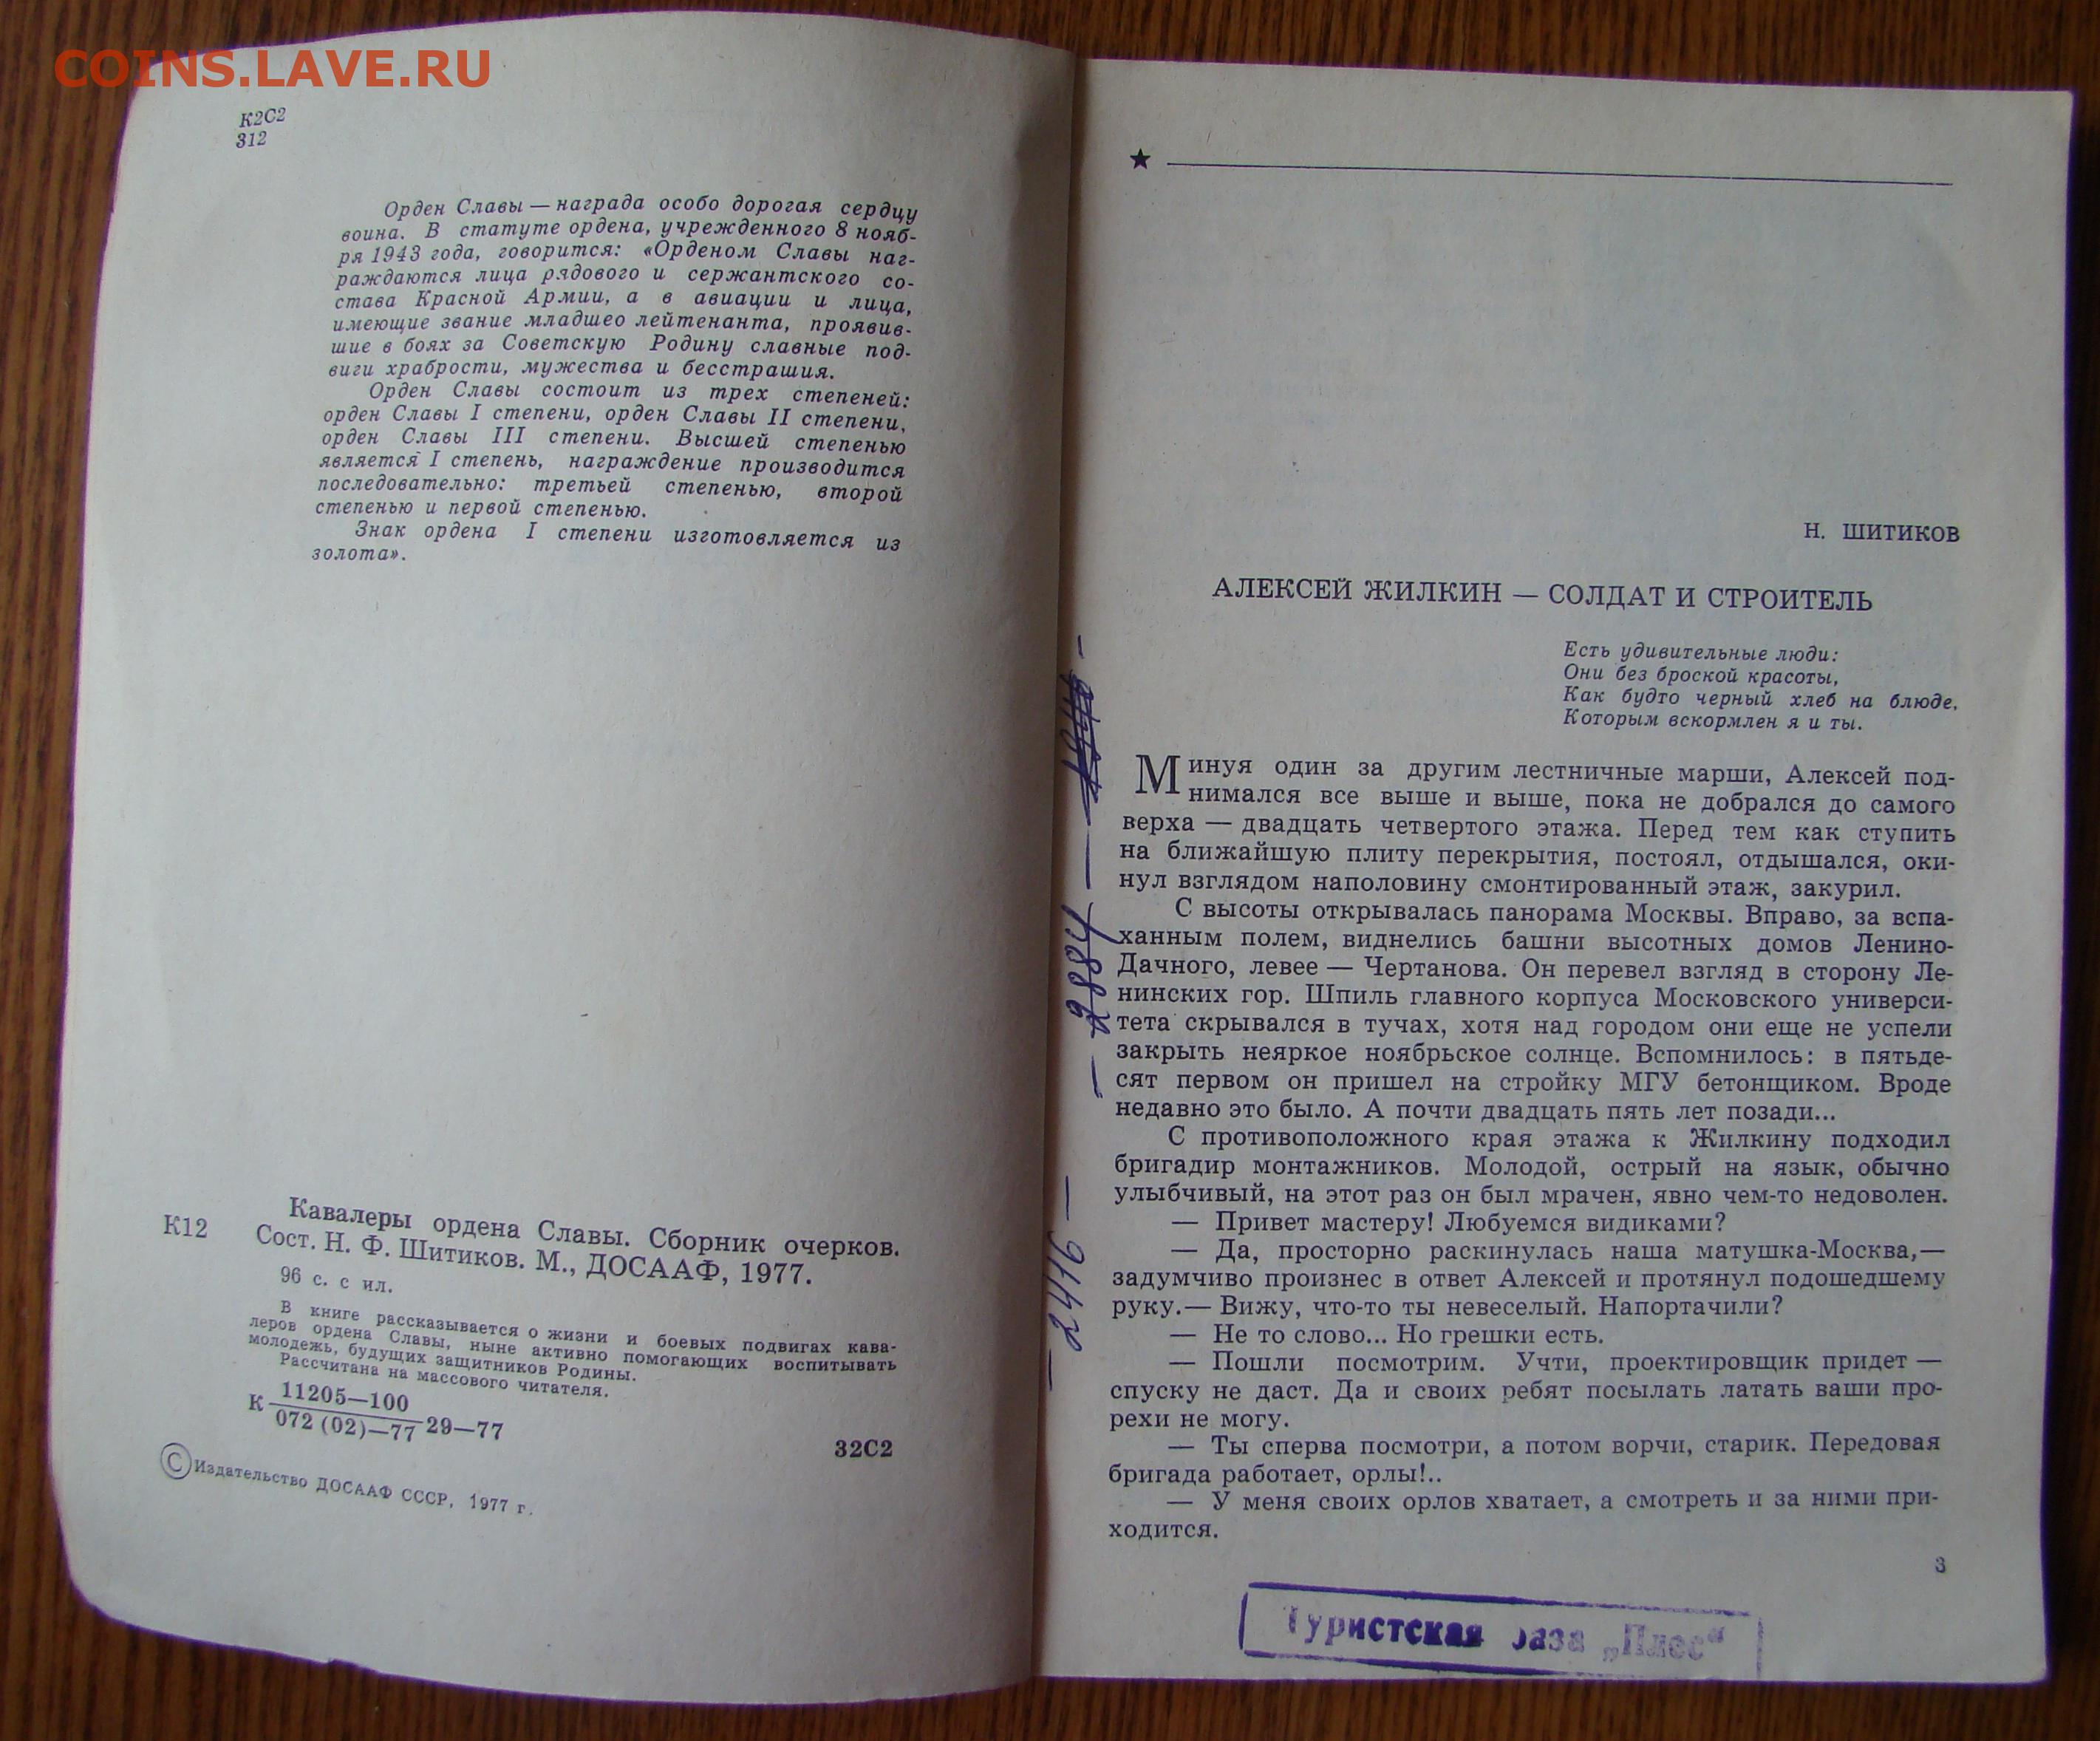 COINS.LAVE.RU
К2С2
312
Орден Славы — награда особо дорогая сердцу
воина. В статуте ордена, учрежденного 8 нояб-
ря 1943 года, говорится: «Орденом Славы наг-
раждаются лица рядового и сержантского со-
става Красной Армии, а в авиации и лица,
имеющие звание младшео лейтенанта, проявив-
шие в боях за Советскую Родину славные под-
виги храбрости, мужества и бесстрашия.
Орден Славы состоит из трех степеней:
орден Славы I степени, орден Славы II степени,
орден Славы III степени. Высшей степенью
является I степень, награждение производится
последовательно: третьей степенью, второй
степенью и первой степенью.
Знак ордена I степени изготовляется из
золота».
Кавалеры ордена Славы. Сборник очерков.
К12 Сост. Н. Ф. Шитиков. М., ДОСААФ, 1977.
96 с. с ил.
В книге рассказывается о жизни и боевых подвигах кава-
леров ордена Славы, ныне активно помогающих воспитывать
молодежь, будущих защитников Родины.
Рассчитана на массового читателя.
К 11205—100
072 (02)—77 29—77
32С2
© Издательство ДОСААФ СССР, 1977 г.
★
Н. ШИТИКОВ
АЛЕКСЕЙ ЖИЛКИН — СОЛДАТ И СТРОИТЕЛЬ
Есть удивительные люди:
Они без броской красоты,
Как будто черный хлеб на блюде,
Которым вскормлен я и ты.
Минуя один за другим лестничные марши, Алексей под-
нимался все выше и выше, пока не добрался до самого
верха — двадцать четвертого этажа. Перед тем как ступить
на ближайшую плиту перекрытия, постоял, отдышался, оки-
нул взглядом наполовину смонтированный этаж, закурил.
С высоты открывалась панорама Москвы. Вправо, за вспа-
ханным полем, виднелись башни высотных домов Ленино-
Дачного, левее — Чертанова. Он перевел взгляд в сторону Ле-
нинских гор. Шпиль главного корпуса Московского универси-
тета скрывался в тучах, хотя над городом они еще не успели
закрыть неяркое ноябрьское солнце. Вспомнилось: в пятьде-
сят первом он пришел на стройку МГУ бетонщиком. Вроде
недавно это было. А почти двадцать пять лет позади...
С противоположного края этажа к Жилкину подходил
бригадир монтажников. Молодой, острый на язык, обычно
улыбчивый, на этот раз он был мрачен, явно чем-то недоволен.
— Привет мастеру! Любуемся видиками?
— Да, просторно раскинулась наша матушка-Москва,—
задумчиво произнес в ответ Алексей и протянул подошедшему
руку.— Вижу, что-то ты невеселый. Напортачили?
— Не то слово... Но грешки есть.
— Пошли посмотрим. Учти, проектировщик придет —
спуску не даст. Да и своих ребят посылать латать ваши про-
рехи не могу.
— Ты сперва посмотри, а потом ворчи, старик. Передовая
бригада работает, орлы!..
— У меня своих орлов хватает, а смотреть и за ними при-
ходится.
3
— 2884 —
— 2416 —
Туристская база „Плес“